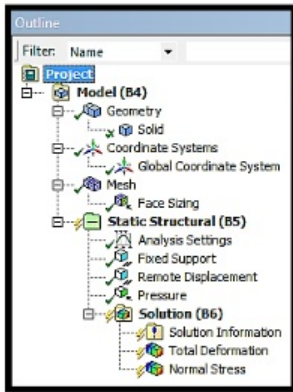 Outline
Filter: Name
Project
Model (B4)
Geometry
Solid
Coordinate Systems
Global Coordinate System
Mesh
Face Sizing
Static Structural (B5)
Analysis Settings
Fixed Support
Remote Displacement
Pressure
Solution (B6)
Solution Information
Total Deformation
Normal Stress